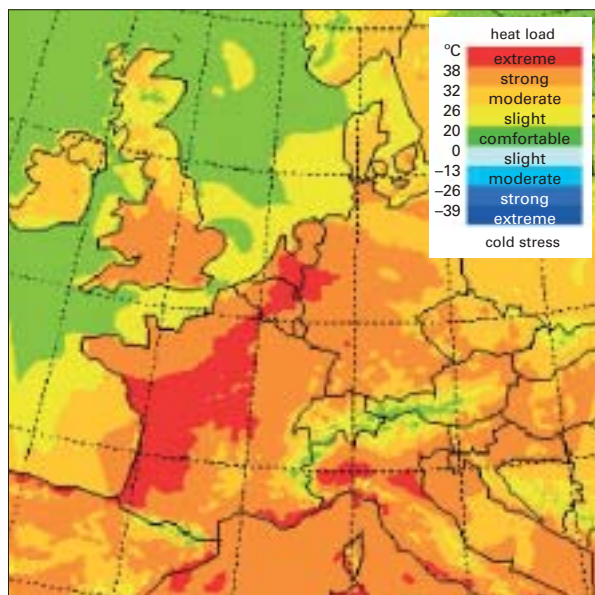 heat load
°C
extreme
38
strong
32
moderate
26
slight
20
comfortable
0
slight
–13
moderate
–26
strong
–39
extreme
cold stress